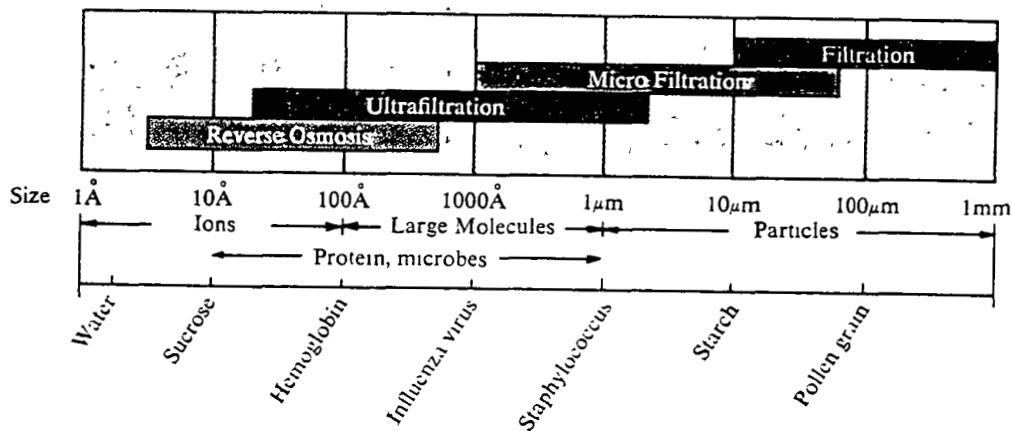 Filtration
Micro Filtration
Ultrafiltration
Reverse Osmosis
Size 1Å 10Å 100Å 1000Å 1μm 10μm 100μm 1mm
Ions Large Molecules Particles
Protein, microbes
Water Sucrose Hemoglobin Influenza virus Staphylococcus Starch Pollen grain